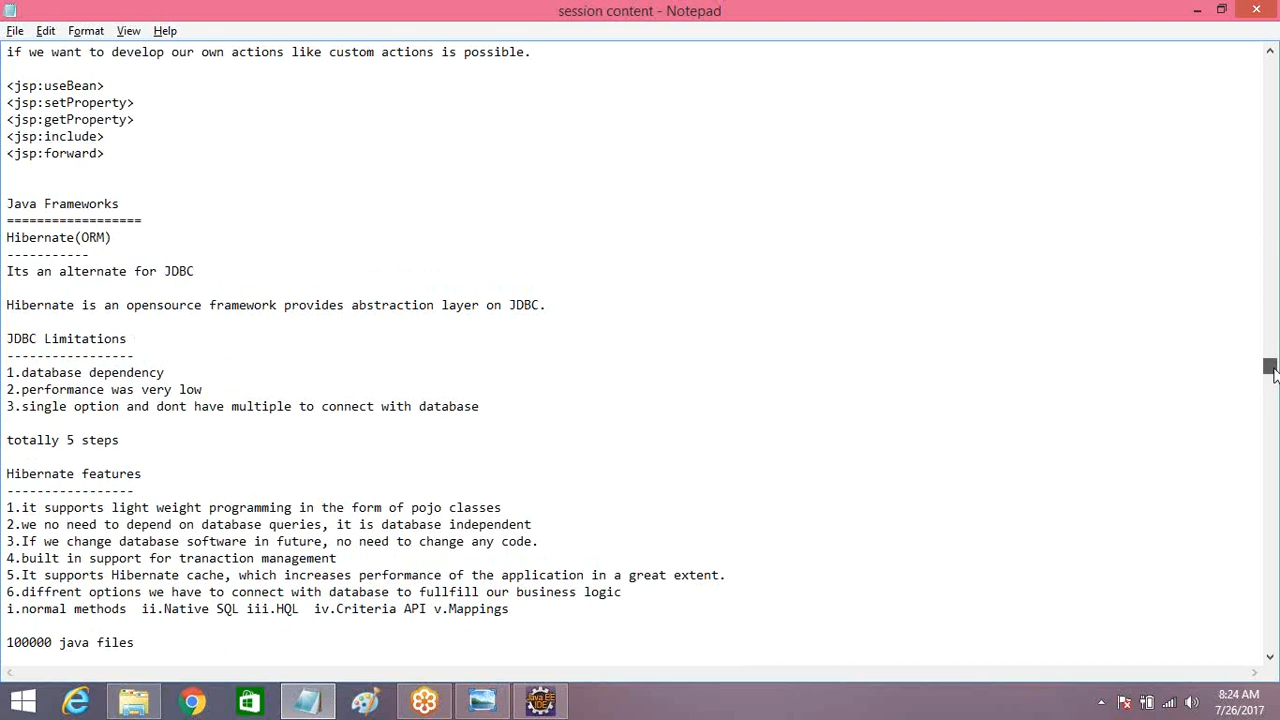 session content - Notepad
File Edit Format View Help
if we want to develop our own actions like custom actions is possible.
<jsp:useBean>
<jsp:setProperty>
<jsp:getProperty>
<jsp:include>
<jsp:forward>
Java Frameworks
==================
Hibernate(ORM)
-----------
Its an alternate for JDBC
Hibernate is an opensource framework provides abstraction layer on JDBC.
JDBC Limitations
-----------------
1.database dependency
2.performance was very low
3.single option and dont have multiple to connect with database
totally 5 steps
Hibernate features
-----------------
1.it supports light weight programming in the form of pojo classes
2.we no need to depend on database queries, it is database independent
3.If we change database software in future, no need to change any code.
4.built in support for tranaction management
5.It supports Hibernate cache, which increases performance of the application in a great extent.
6.diffrent options we have to connect with database to fullfill our business logic
i.normal methods  ii.Native SQL iii.HQL  iv.Criteria API v.Mappings
100000 java files
Java EE
IDE
8:24 AM
7/26/2017